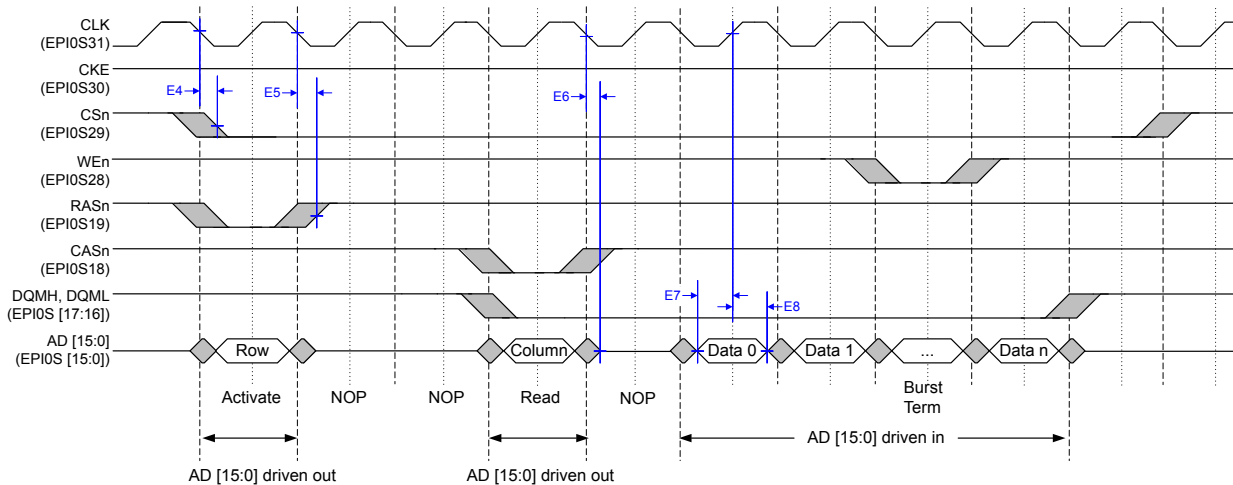 CLK
(EPI0S31)
CKE
(EPI0S30)
E4
E5
E6
CSn
(EPI0S29)
WEn
(EPI0S28)
RASn
(EPI0S19)
CASn
(EPI0S18)
DQMH, DQML
(EPI0S [17:16])
E7
E8
AD [15:0]
(EPI0S [15:0])
Row
Column
Data 0
Data 1
...
Data n
Activate
NOP
NOP
Read
NOP
Burst
Term
AD [15:0] driven in
AD [15:0] driven out
AD [15:0] driven out